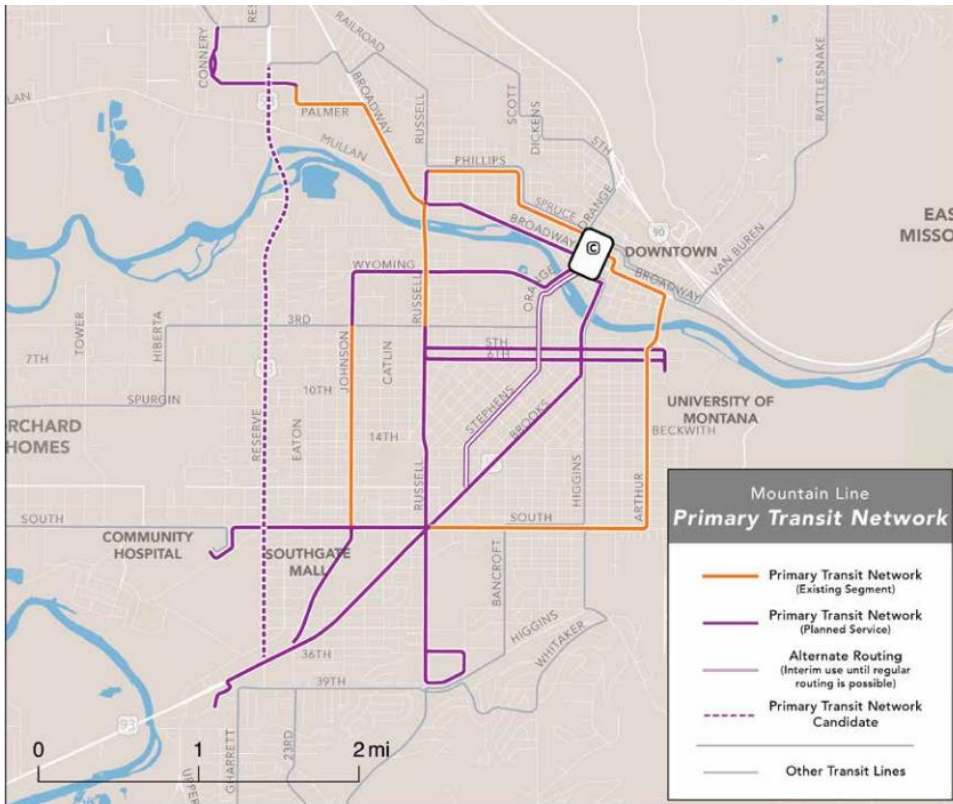 RES
CONNERY
RAILROAD
BROADWAY
LAN
93
PALMER
RUSSELL
SCOTT
DICKENS
5TH
RATTLESNAKE
MULLAN
PHILLIPS
SPRUCE
ORANGE
BROADWAY
C
90
DOWNTOWN
VAN BUREN
EAS
MISSO
WYOMING
ORANGE
BROADWAY
RUSSELL
3RD
TOWER
HIBERTA
JOHNSON
CATLIN
5TH
6TH
7TH
10TH
SPURGIN
STEPHENS
BROOKS
UNIVERSITY OF
MONTANA
BECKWITH
ORCHARD
HOMES
RESERVE
EATON
14TH
RUSSELL
HIGGINS
ARTHUR
SOUTH
SOUTH
COMMUNITY
HOSPITAL
SOUTHGATE
MALL
BANCROFT
HIGGINS
WHITAKER
36TH
39TH
93
GHARRETT
23RD
UPPER
0 1 2 mi
Mountain Line
Primary Transit Network
Primary Transit Network
(Existing Segment)
Primary Transit Network
(Planned Service)
Alternate Routing
(Interim use until regular
routing is possible)
Primary Transit Network
Candidate
Other Transit Lines